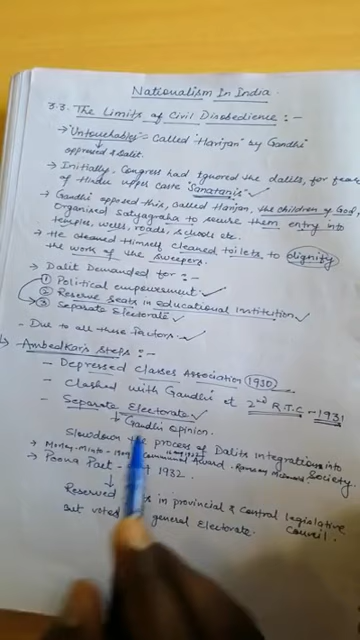 Nationalism In India
3.3. The Limits of Civil Disobedience :-
→ "Untouchables" - Called "Harijan" by Gandhi
oppressed & Dalit.
→ Initially, Congress had ignored the dalits, for fear
of Hindu upper caste Sanatanis ✓
→ Gandhi opposed this, called Harijan, the children of God,
Organised Satyagraha to secure them entry into
temples, wells, roads, schools etc.
→ He Himself cleaned toilets to dignity
the work of the sweepers.
→ Dalit Demanded for :-
① Political empowerment ✓
② Reserve Seats in Educational Institution ✓
③ Separate Electorate ✓
- Due to all these Factors
Ambedkar's Steps :-
- Depressed Classes Association 1930
- Clashed with Gandhi at 2nd R.T.C - 1931
- Separate Electorate ✓
↓ Gandhi opinion.
Slowdown the process of Dalits Integration into
Society.
→ Morley Minto - Communal Award - Ramsay
→ Poona Pact - 1932
↓
Reserved in provincial & Central legislative
Council.
but voted general Electorate.